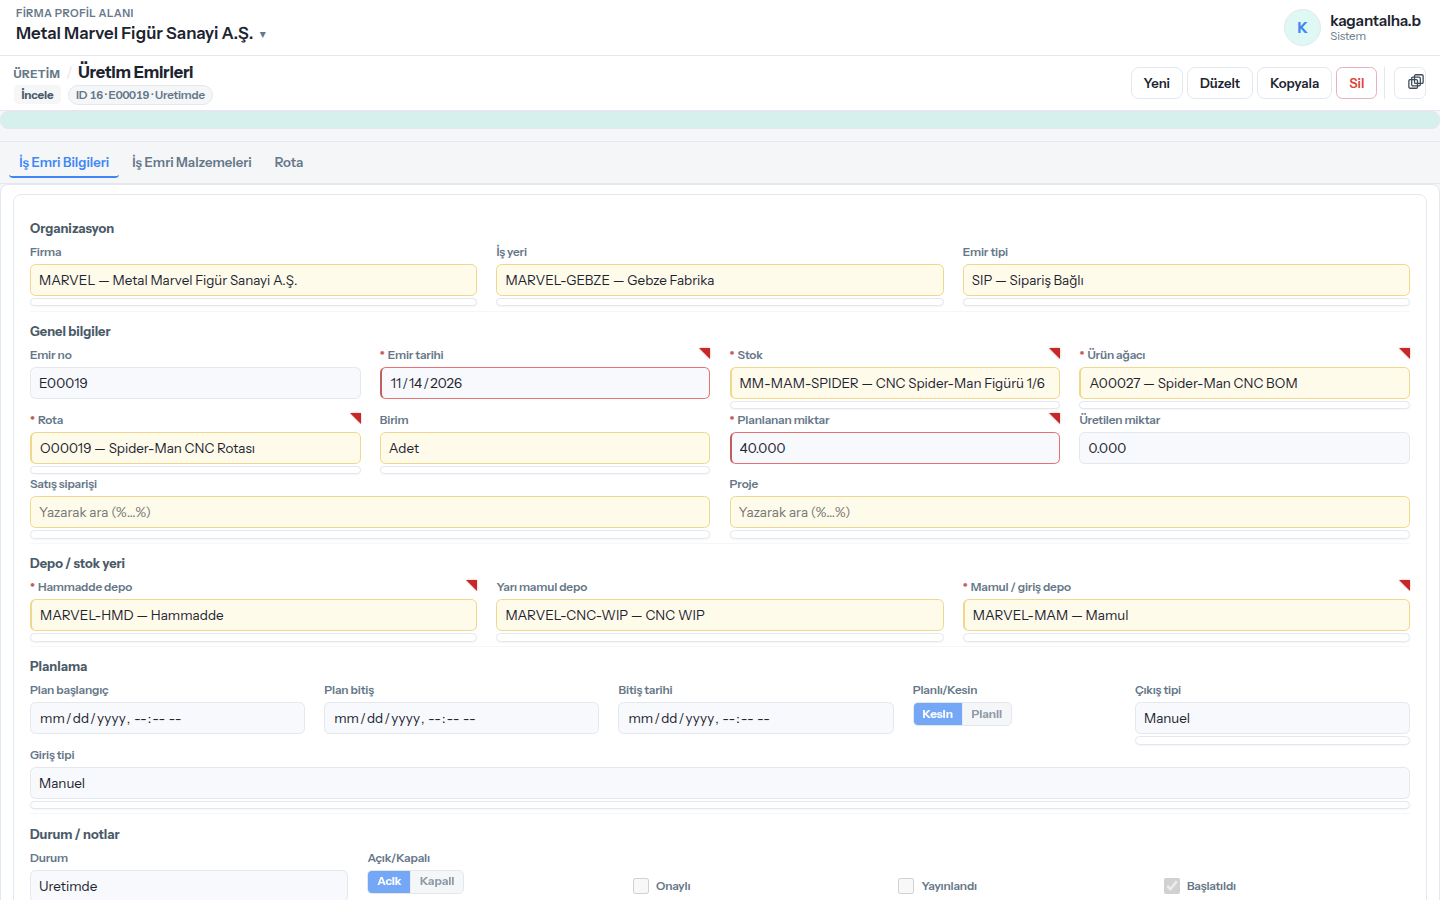 FİRMA PROFİL ALANI
Metal Marvel Figür Sanayi A.Ş. ▾
K
kagantalha.b
Sistem
ÜRETİM / Üretim Emirleri
İncele
ID 16·E00019·Uretimde
Yeni
Düzelt
Kopyala
Sil
İş Emri Bilgileri
İş Emri Malzemeleri
Rota
Organizasyon
Firma
İş yeri
Emir tipi
MARVEL — Metal Marvel Figür Sanayi A.Ş.
MARVEL-GEBZE — Gebze Fabrika
SIP — Sipariş Bağlı
Genel bilgiler
Emir no
* Emir tarihi
* Stok
* Ürün ağacı
E00019
11/14/2026
MM-MAM-SPIDER — CNC Spider-Man Figürü 1/6
A00027 — Spider-Man CNC BOM
* Rota
Birim
* Planlanan miktar
Üretilen miktar
O00019 — Spider-Man CNC Rotası
Adet
40.000
0.000
Satış siparişi
Proje
Yazarak ara (%...%)
Yazarak ara (%...%)
Depo / stok yeri
* Hammadde depo
Yarı mamul depo
* Mamul / giriş depo
MARVEL-HMD — Hammadde
MARVEL-CNC-WIP — CNC WIP
MARVEL-MAM — Mamul
Planlama
Plan başlangıç
Plan bitiş
Bitiş tarihi
Planlı/Kesin
Çıkış tipi
mm/dd/yyyy, --:-- --
mm/dd/yyyy, --:-- --
mm/dd/yyyy, --:-- --
Kesin
Planlı
Manuel
Giriş tipi
Manuel
Durum / notlar
Durum
Açık/Kapalı
Uretimde
Açık
Kapalı
Onaylı
Yayınlandı
Başlatıldı